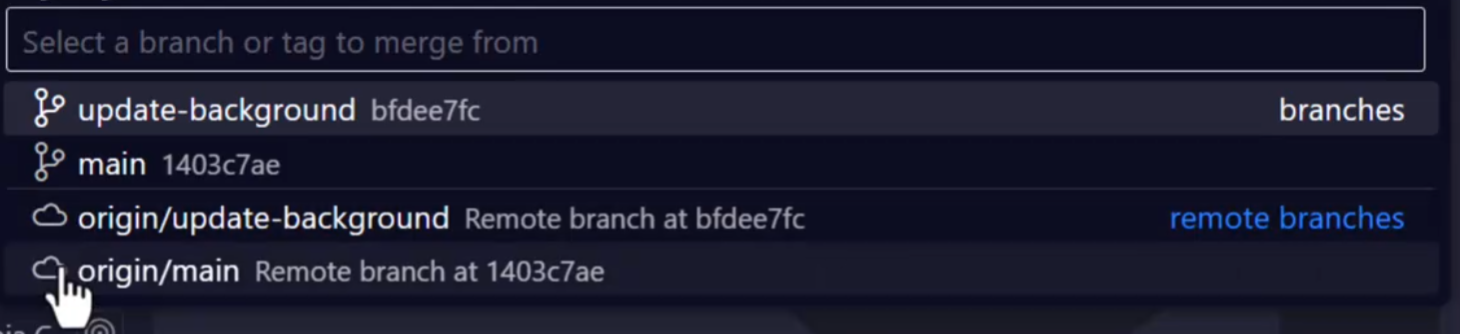 Select a branch or tag to merge from
update-background bfdee7fc branches
main 1403c7ae
origin/update-background Remote branch at bfdee7fc remote branches
origin/main Remote branch at 1403c7ae